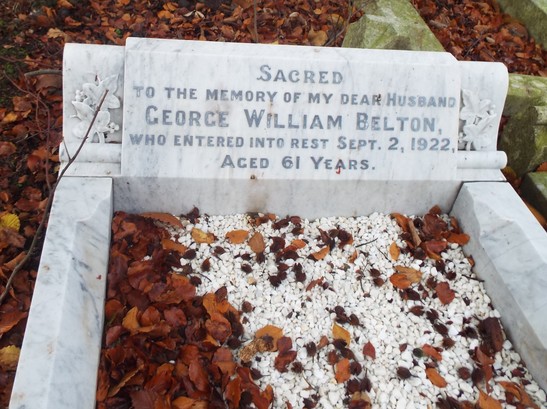 Sacred
to the memory of my dear Husband
George William Belton,
who entered into rest Sept. 2, 1922,
Aged 61 Years.